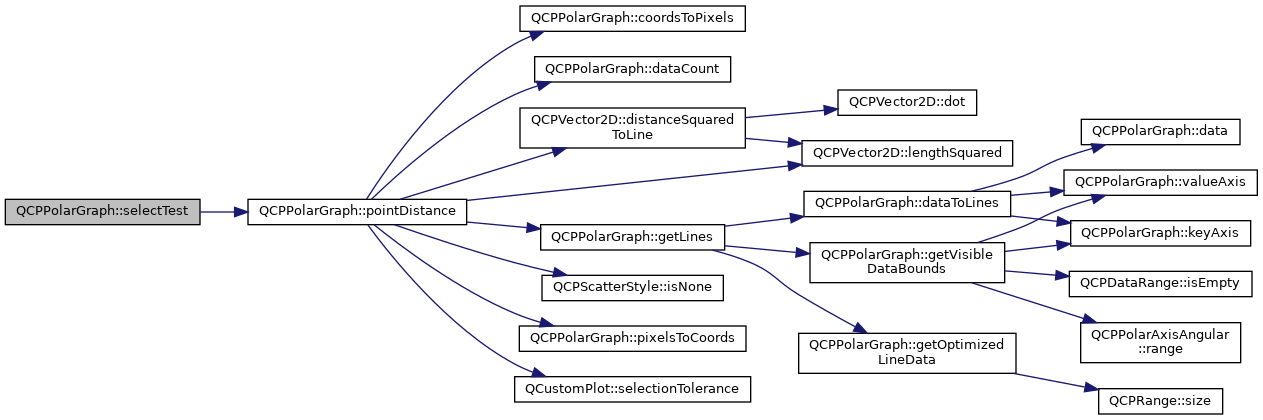 QCPPolarGraph::selectTest
QCPPolarGraph::pointDistance
QCPPolarGraph::coordsToPixels
QCPPolarGraph::dataCount
QCPVector2D::distanceSquared
ToLine
QCPPolarGraph::getLines
QCPScatterStyle::isNone
QCPPolarGraph::pixelsToCoords
QCustomPlot::selectionTolerance
QCPVector2D::dot
QCPVector2D::lengthSquared
QCPPolarGraph::dataToLines
QCPPolarGraph::getVisible
DataBounds
QCPPolarGraph::getOptimized
LineData
QCPPolarGraph::data
QCPPolarGraph::valueAxis
QCPPolarGraph::keyAxis
QCPDataRange::isEmpty
QCPPolarAxisAngular
::range
QCPRange::size